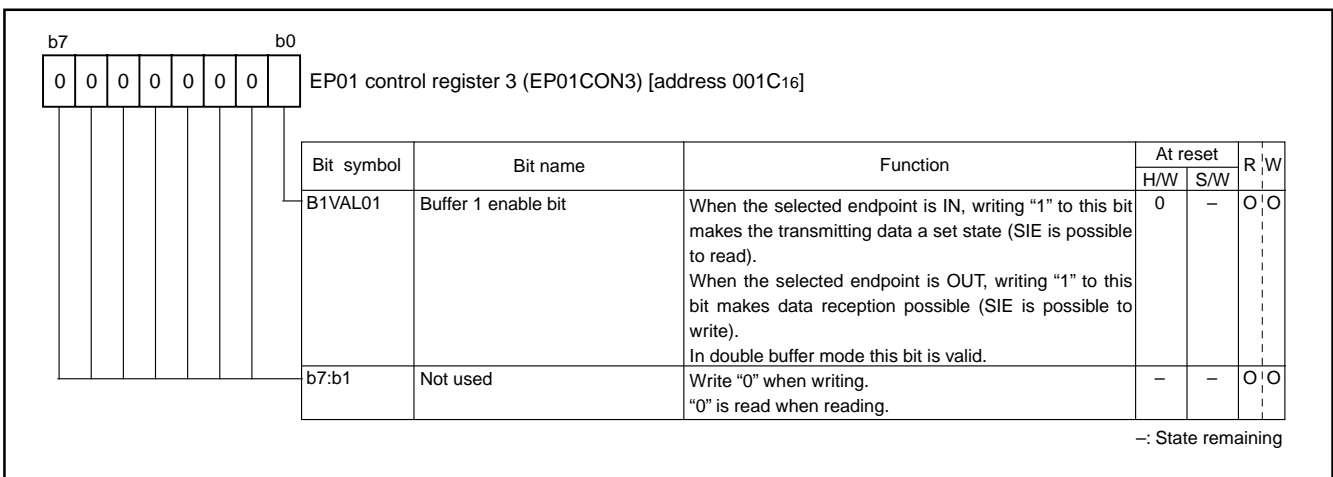 b7 b0
0 0 0 0 0 0 0
EP01 control register 3 (EP01CON3) [address 001C16]
Bit symbol Bit name Function At reset R W
H/W S/W
B1VAL01 Buffer 1 enable bit When the selected endpoint is IN, writing “1” to this bit 0 – O O
makes the transmitting data a set state (SIE is possible
to read).
When the selected endpoint is OUT, writing “1” to this
bit makes data reception possible (SIE is possible to
write).
In double buffer mode this bit is valid.
b7:b1 Not used Write “0” when writing. – – O O
“0” is read when reading.
–: State remaining